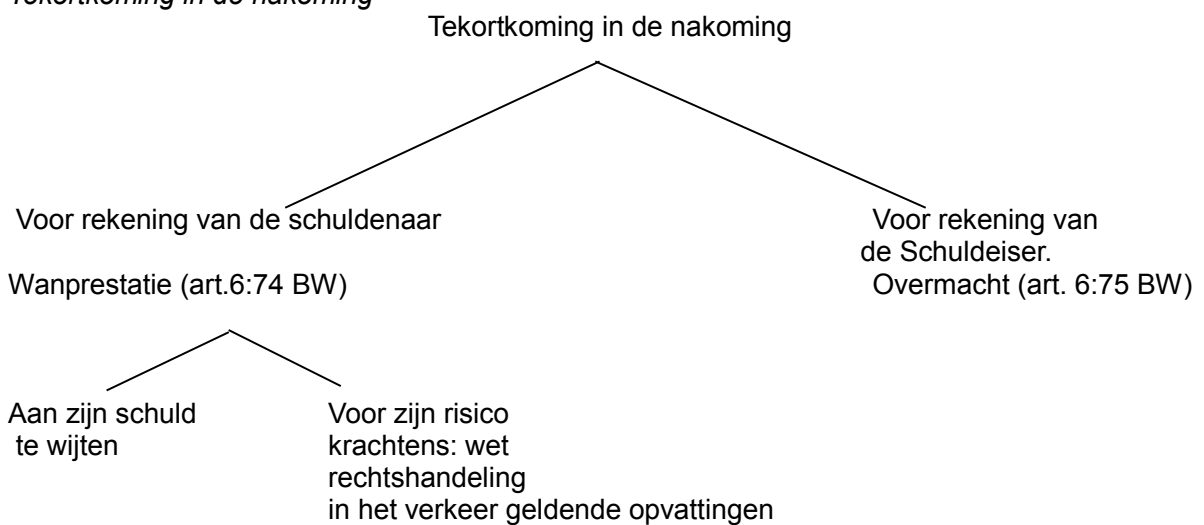 Tekortkoming in de nakoming
Tekortkoming in de nakoming
Voor rekening van de schuldenaar
Voor rekening van
de Schuldeiser.
Wanprestatie (art.6:74 BW)
Overmacht (art. 6:75 BW)
Aan zijn schuld
te wijten
Voor zijn risico
krachtens: wet
rechtshandeling
in het verkeer geldende opvattingen